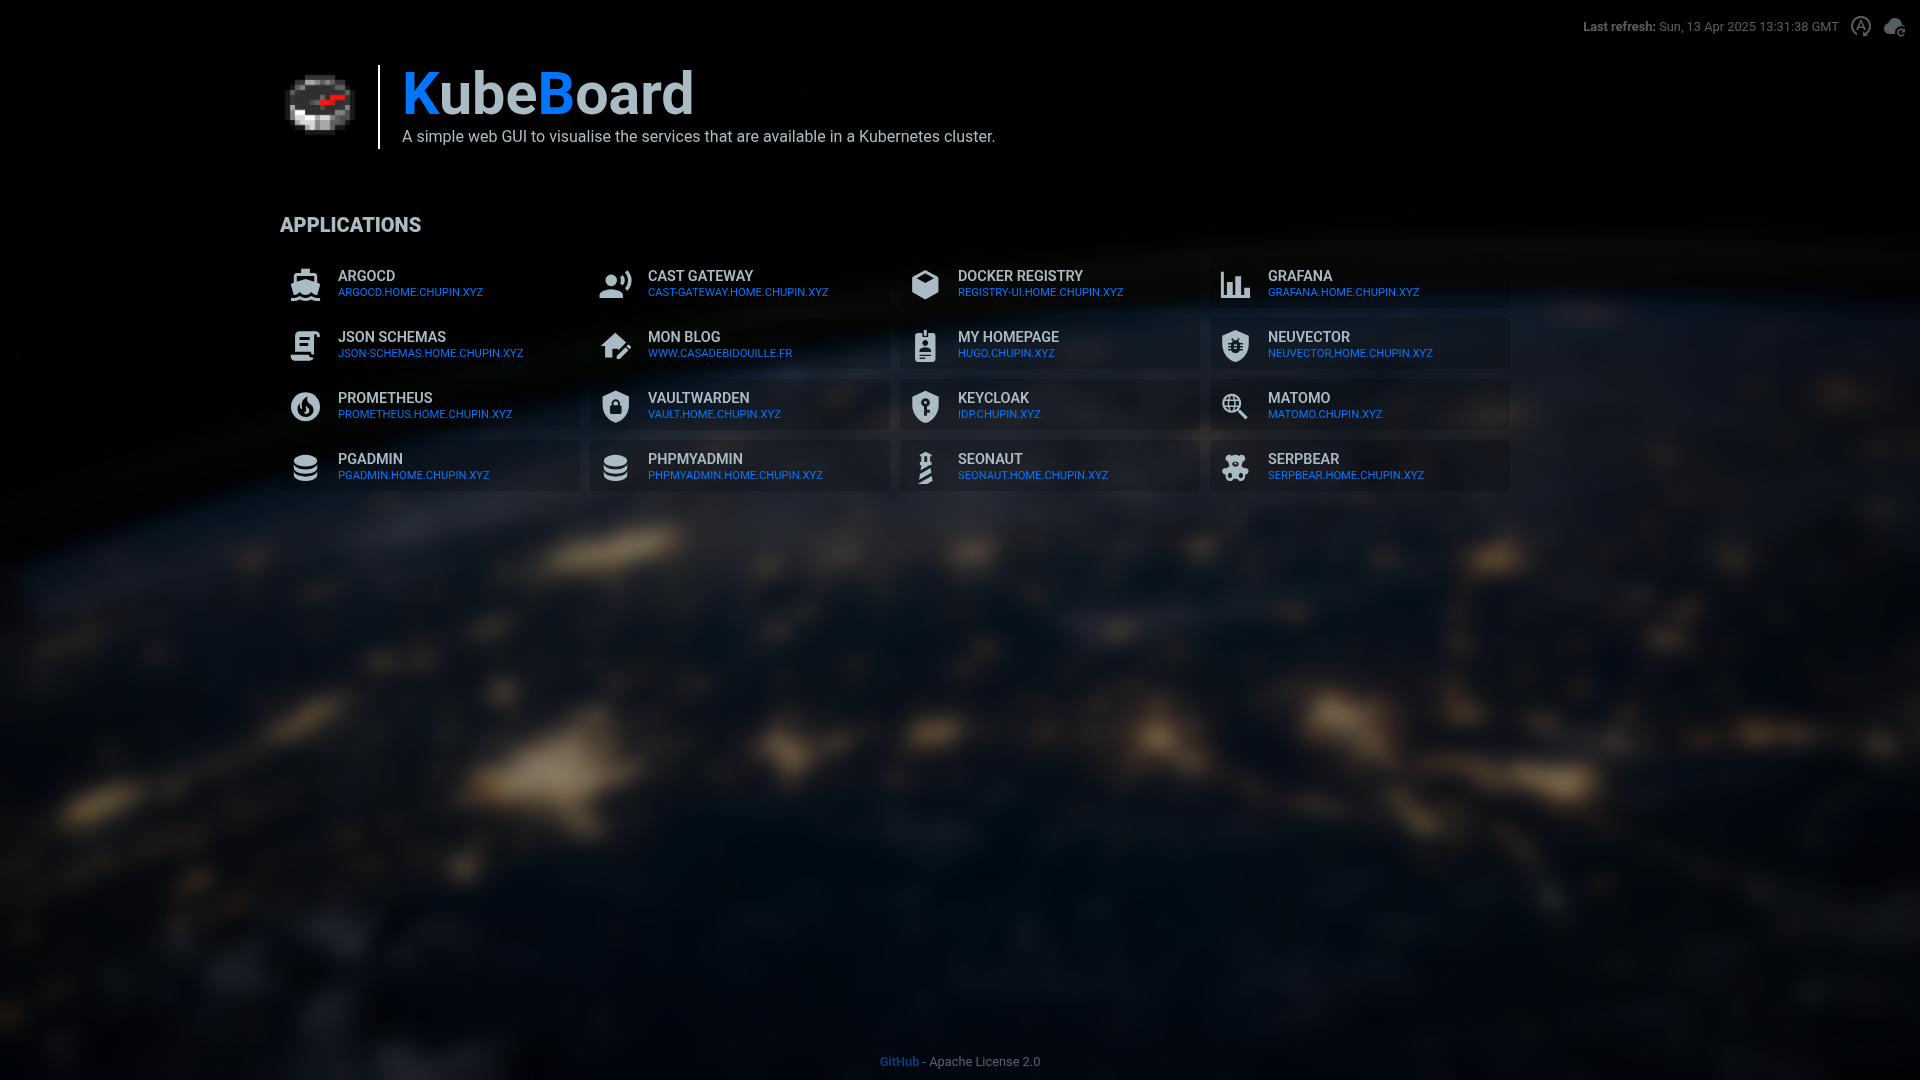 Last refresh: Sun, 13 Apr 2025 13:31:38 GMT
KubeBoard
A simple web GUI to visualise the services that are available in a Kubernetes cluster.
APPLICATIONS
ARGOCD
ARGOCD.HOME.CHUPIN.XYZ
CAST GATEWAY
CAST-GATEWAY.HOME.CHUPIN.XYZ
DOCKER REGISTRY
REGISTRY-UI.HOME.CHUPIN.XYZ
GRAFANA
GRAFANA.HOME.CHUPIN.XYZ
JSON SCHEMAS
JSON-SCHEMAS.HOME.CHUPIN.XYZ
MON BLOG
WWW.CASADEBIDOUILLE.FR
MY HOMEPAGE
HUGO.CHUPIN.XYZ
NEUVECTOR
NEUVECTOR.HOME.CHUPIN.XYZ
PROMETHEUS
PROMETHEUS.HOME.CHUPIN.XYZ
VAULTWARDEN
VAULT.HOME.CHUPIN.XYZ
KEYCLOAK
IDP.CHUPIN.XYZ
MATOMO
MATOMO.CHUPIN.XYZ
PGADMIN
PGADMIN.HOME.CHUPIN.XYZ
PHPMYADMIN
PHPMYADMIN.HOME.CHUPIN.XYZ
SEONAUT
SEONAUT.HOME.CHUPIN.XYZ
SERPBEAR
SERPBEAR.HOME.CHUPIN.XYZ
GitHub - Apache License 2.0